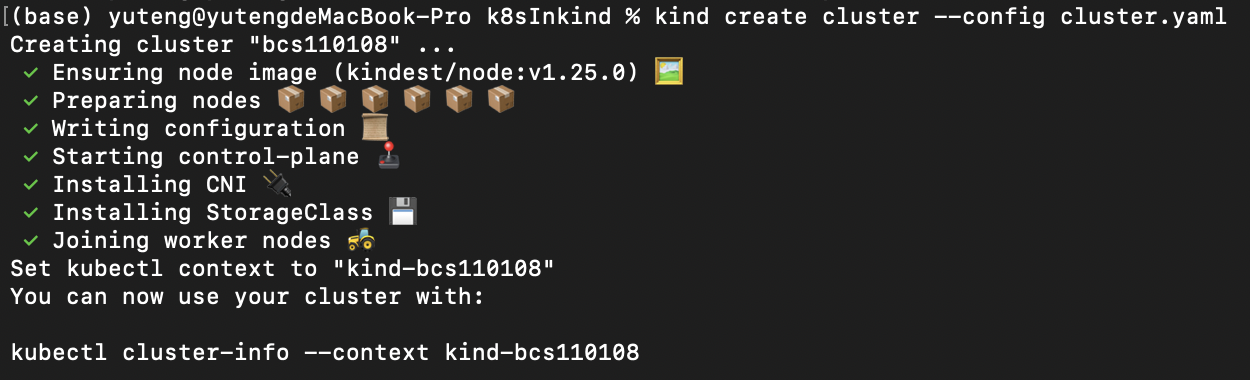 [(base) yuteng@yutengdeMacBook-Pro k8sInkind % kind create cluster --config cluster.yaml
Creating cluster "bcs110108" ...
✓ Ensuring node image (kindest/node:v1.25.0) 🖼
✓ Preparing nodes 📦 📦 📦 📦 📦 📦
✓ Writing configuration 📜
✓ Starting control-plane 🕹️
✓ Installing CNI 🔌
✓ Installing StorageClass 💾
✓ Joining worker nodes 🚜
Set kubectl context to "kind-bcs110108"
You can now use your cluster with:
kubectl cluster-info --context kind-bcs110108